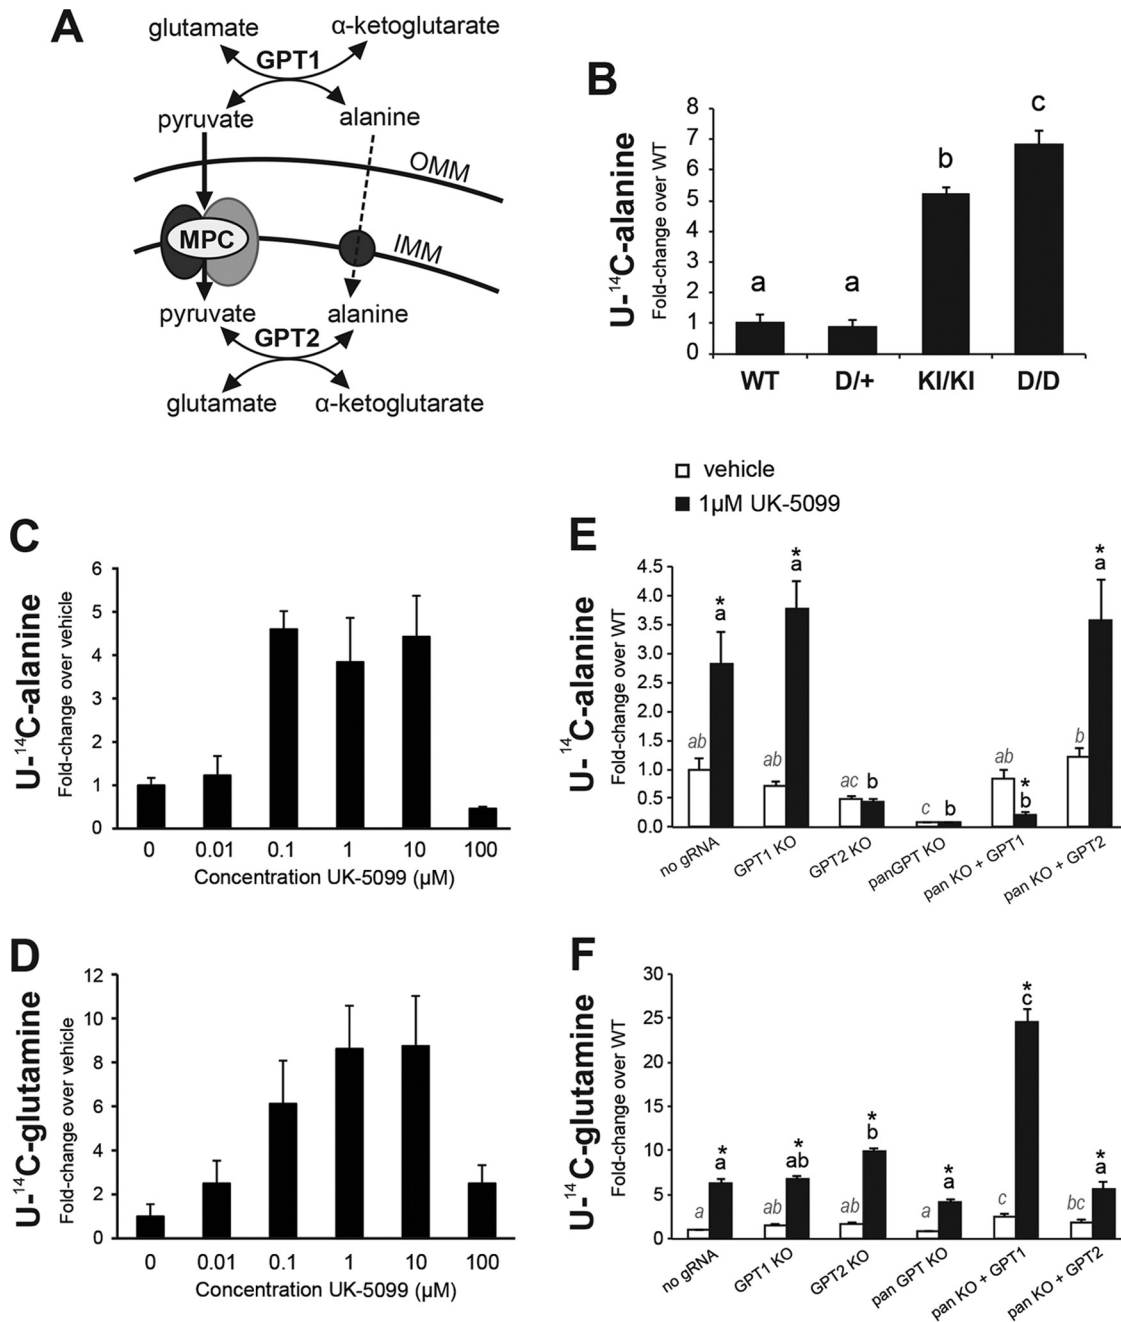 A
glutamate
α-ketoglutarate
GPT1
pyruvate
alanine
OMM
MPC
IMM
pyruvate
alanine
GPT2
glutamate
α-ketoglutarate
B
U-¹⁴C-alanine
Fold-change over WT
8
7
6
5
4
3
2
1
0
a
a
b
c
WT
D/+
KI/KI
D/D
C
U-¹⁴C-alanine
Fold-change over vehicle
6
5
4
3
2
1
0
0
0.01
0.1
1
10
100
Concentration UK-5099 (µM)
D
U-¹⁴C-glutamine
Fold-change over vehicle
12
10
8
6
4
2
0
0
0.01
0.1
1
10
100
Concentration UK-5099 (µM)
vehicle
1µM UK-5099
E
U-¹⁴C-alanine
Fold-change over WT
4.5
4.0
3.5
3.0
2.5
2.0
1.5
1.0
0.5
0.0
ab
*
a
ab
*
a
ac
b
c
b
ab
*
b
b
*
a
no gRNA
GPT1 KO
GPT2 KO
panGPT KO
pan KO + GPT1
pan KO + GPT2
F
U-¹⁴C-glutamine
Fold-change over WT
30
25
20
15
10
5
0
a
*
a
ab
*
ab
ab
*
b
a
*
a
c
*
c
bc
*
a
no gRNA
GPT1 KO
GPT2 KO
pan GPT KO
pan KO + GPT1
pan KO + GPT2